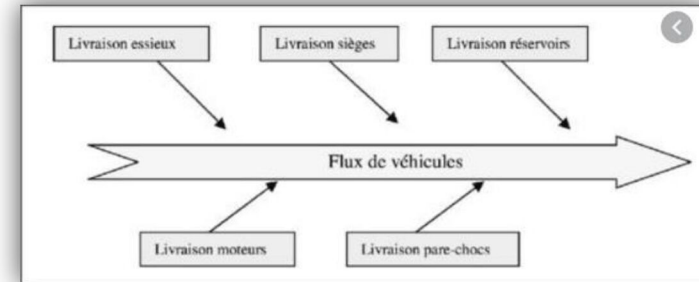 Livraison essieux
Livraison sièges
Livraison réservoirs
Flux de véhicules
Livraison moteurs
Livraison pare-chocs